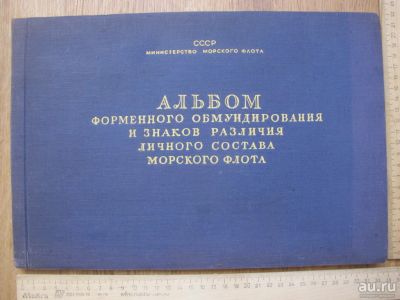 СССР
МИНИСТЕРСТВО МОРСКОГО ФЛОТА
АЛЬБОМ
ФОРМЕННОГО ОБМУНДИРОВАНИЯ
И ЗНАКОВ РАЗЛИЧИЯ
ЛИЧНОГО СОСТАВА
МОРСКОГО ФЛОТА
au.ru